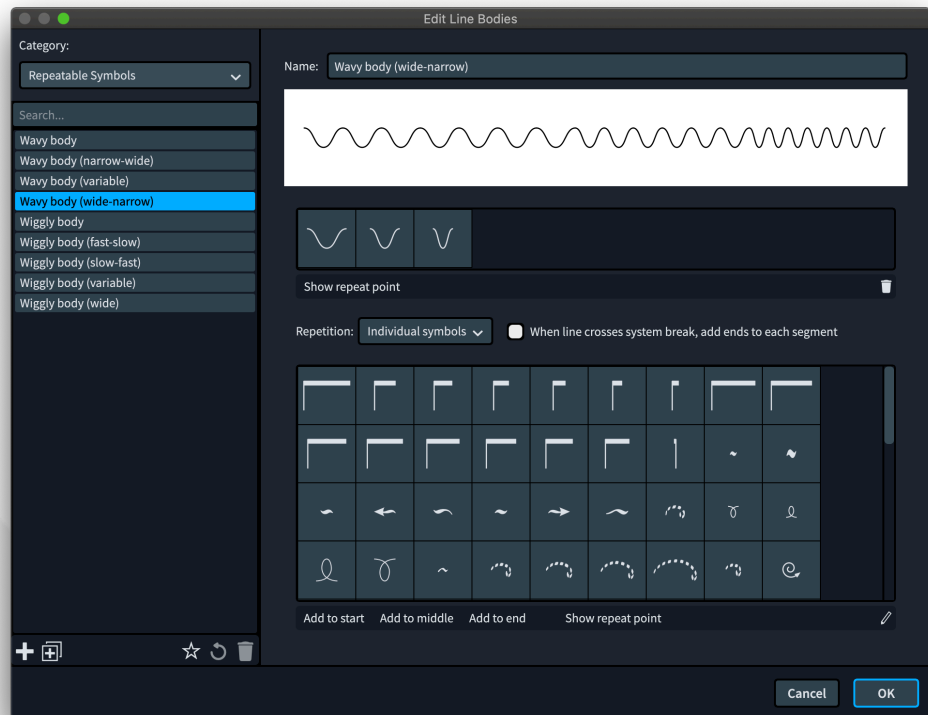 Edit Line Bodies
Category:
Repeatable Symbols
Search...
Wavy body
Wavy body (narrow-wide)
Wavy body (variable)
Wavy body (wide-narrow)
Wiggly body
Wiggly body (fast-slow)
Wiggly body (slow-fast)
Wiggly body (variable)
Wiggly body (wide)
Name: Wavy body (wide-narrow)
Show repeat point
Repetition: Individual symbols When line crosses system break, add ends to each segment
Add to start Add to middle Add to end Show repeat point
Cancel OK